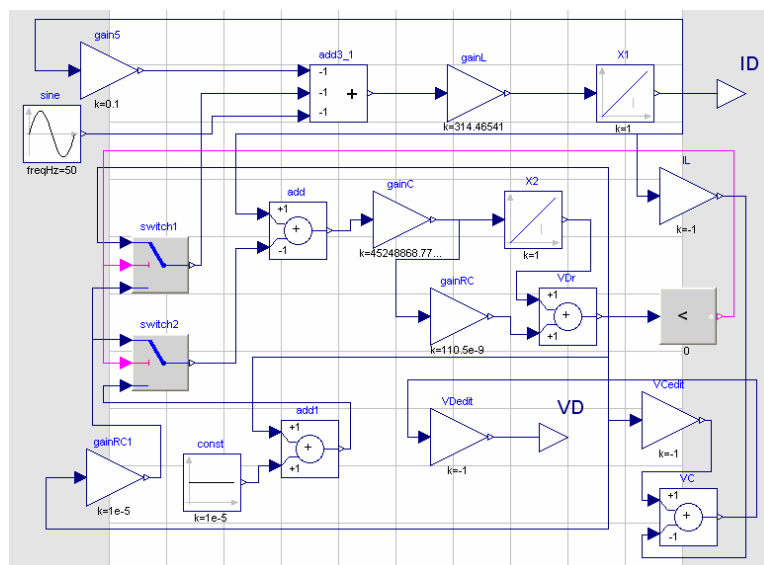 gain5
k=0.1
sine
freqHz=50
add3_1
-1
-1
-1
+
gainL
k=314.46541
X1
k=1
ID
IL
k=-1
switch1
switch2
add
+1
+
-1
gainC
k=45248868.77...
X2
k=1
gainRC
k=110.5e-9
VDr
+1
+
+1
<
0
gainRC1
k=1e-5
const
k=1e-5
add1
+1
+
+1
VDedit
k=-1
VD
VCedit
k=-1
VC
+1
+
-1